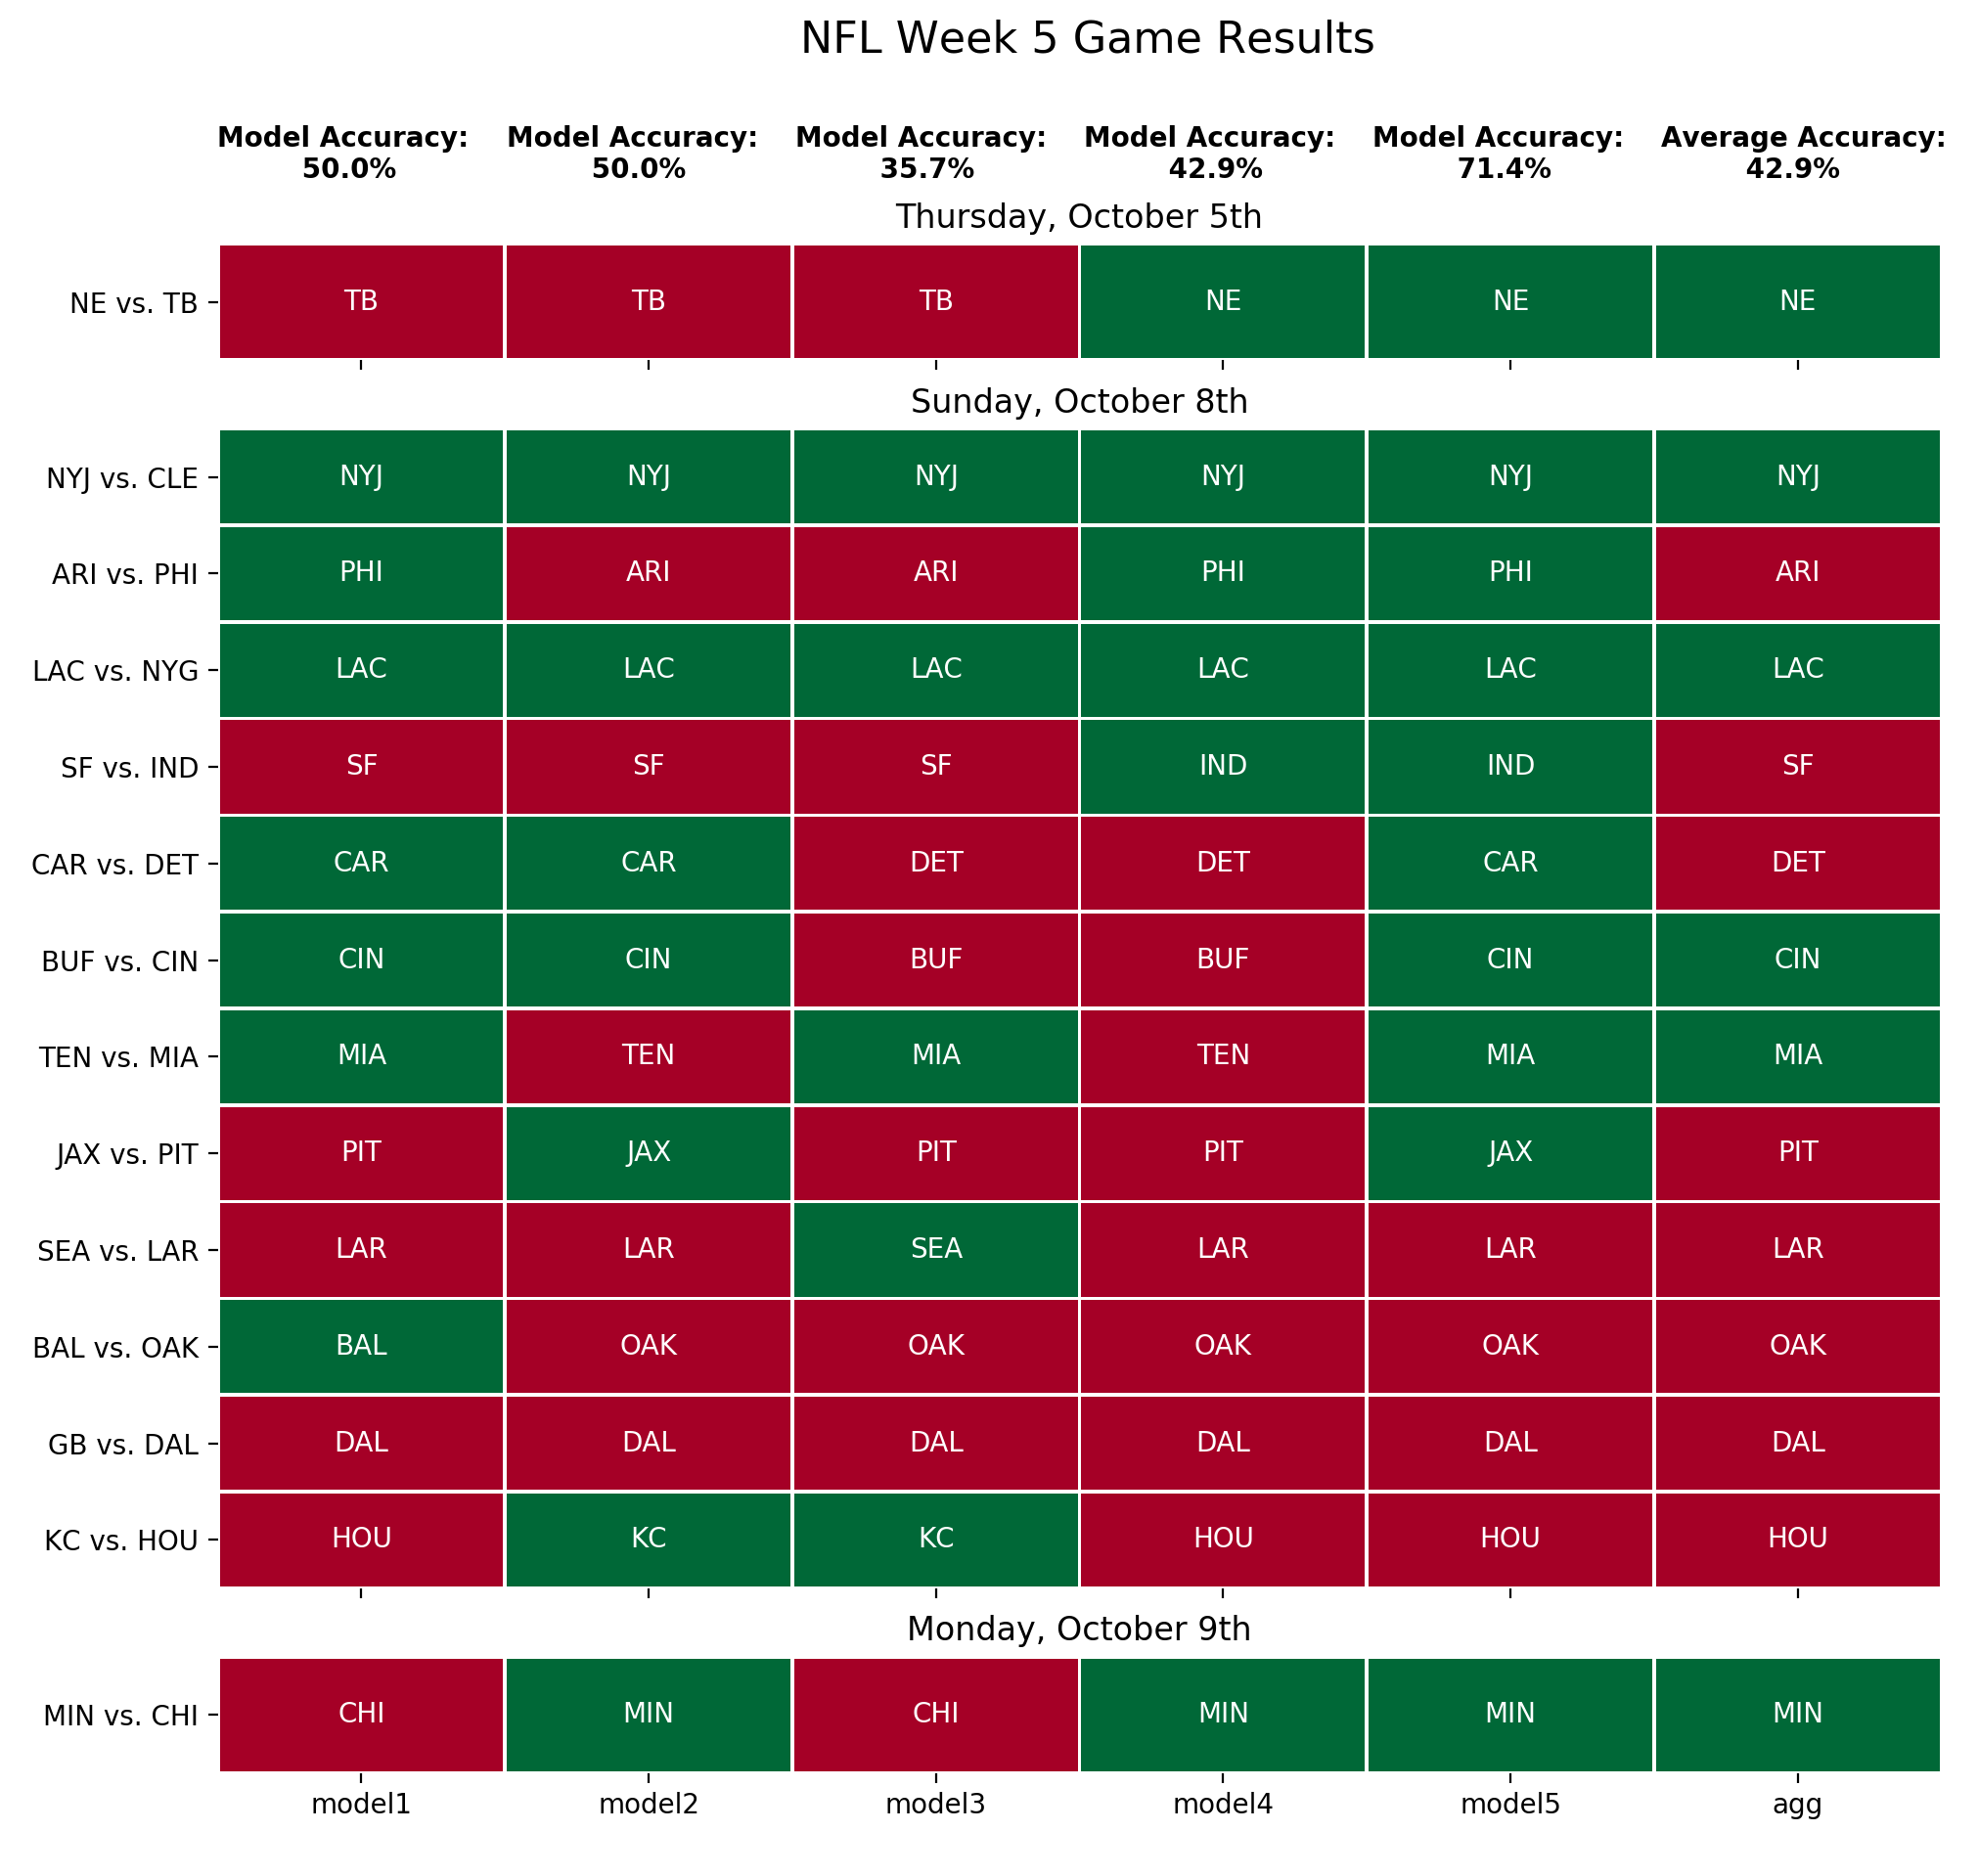 NFL Week 5 Game Results
Model Accuracy: Model Accuracy: Model Accuracy: Model Accuracy: Model Accuracy: Average Accuracy:
50.0% 50.0% 35.7% 42.9% 71.4% 42.9%
Thursday, October 5th
NE vs. TB TB TB TB NE NE NE
Sunday, October 8th
NYJ vs. CLE NYJ NYJ NYJ NYJ NYJ NYJ
ARI vs. PHI PHI ARI ARI PHI PHI ARI
LAC vs. NYG LAC LAC LAC LAC LAC LAC
SF vs. IND SF SF SF IND IND SF
CAR vs. DET CAR CAR DET DET CAR DET
BUF vs. CIN CIN CIN BUF BUF CIN CIN
TEN vs. MIA MIA TEN MIA TEN MIA MIA
JAX vs. PIT PIT JAX PIT PIT JAX PIT
SEA vs. LAR LAR LAR SEA LAR LAR LAR
BAL vs. OAK BAL OAK OAK OAK OAK OAK
GB vs. DAL DAL DAL DAL DAL DAL DAL
KC vs. HOU HOU KC KC HOU HOU HOU
Monday, October 9th
MIN vs. CHI CHI MIN CHI MIN MIN MIN
model1 model2 model3 model4 model5 agg